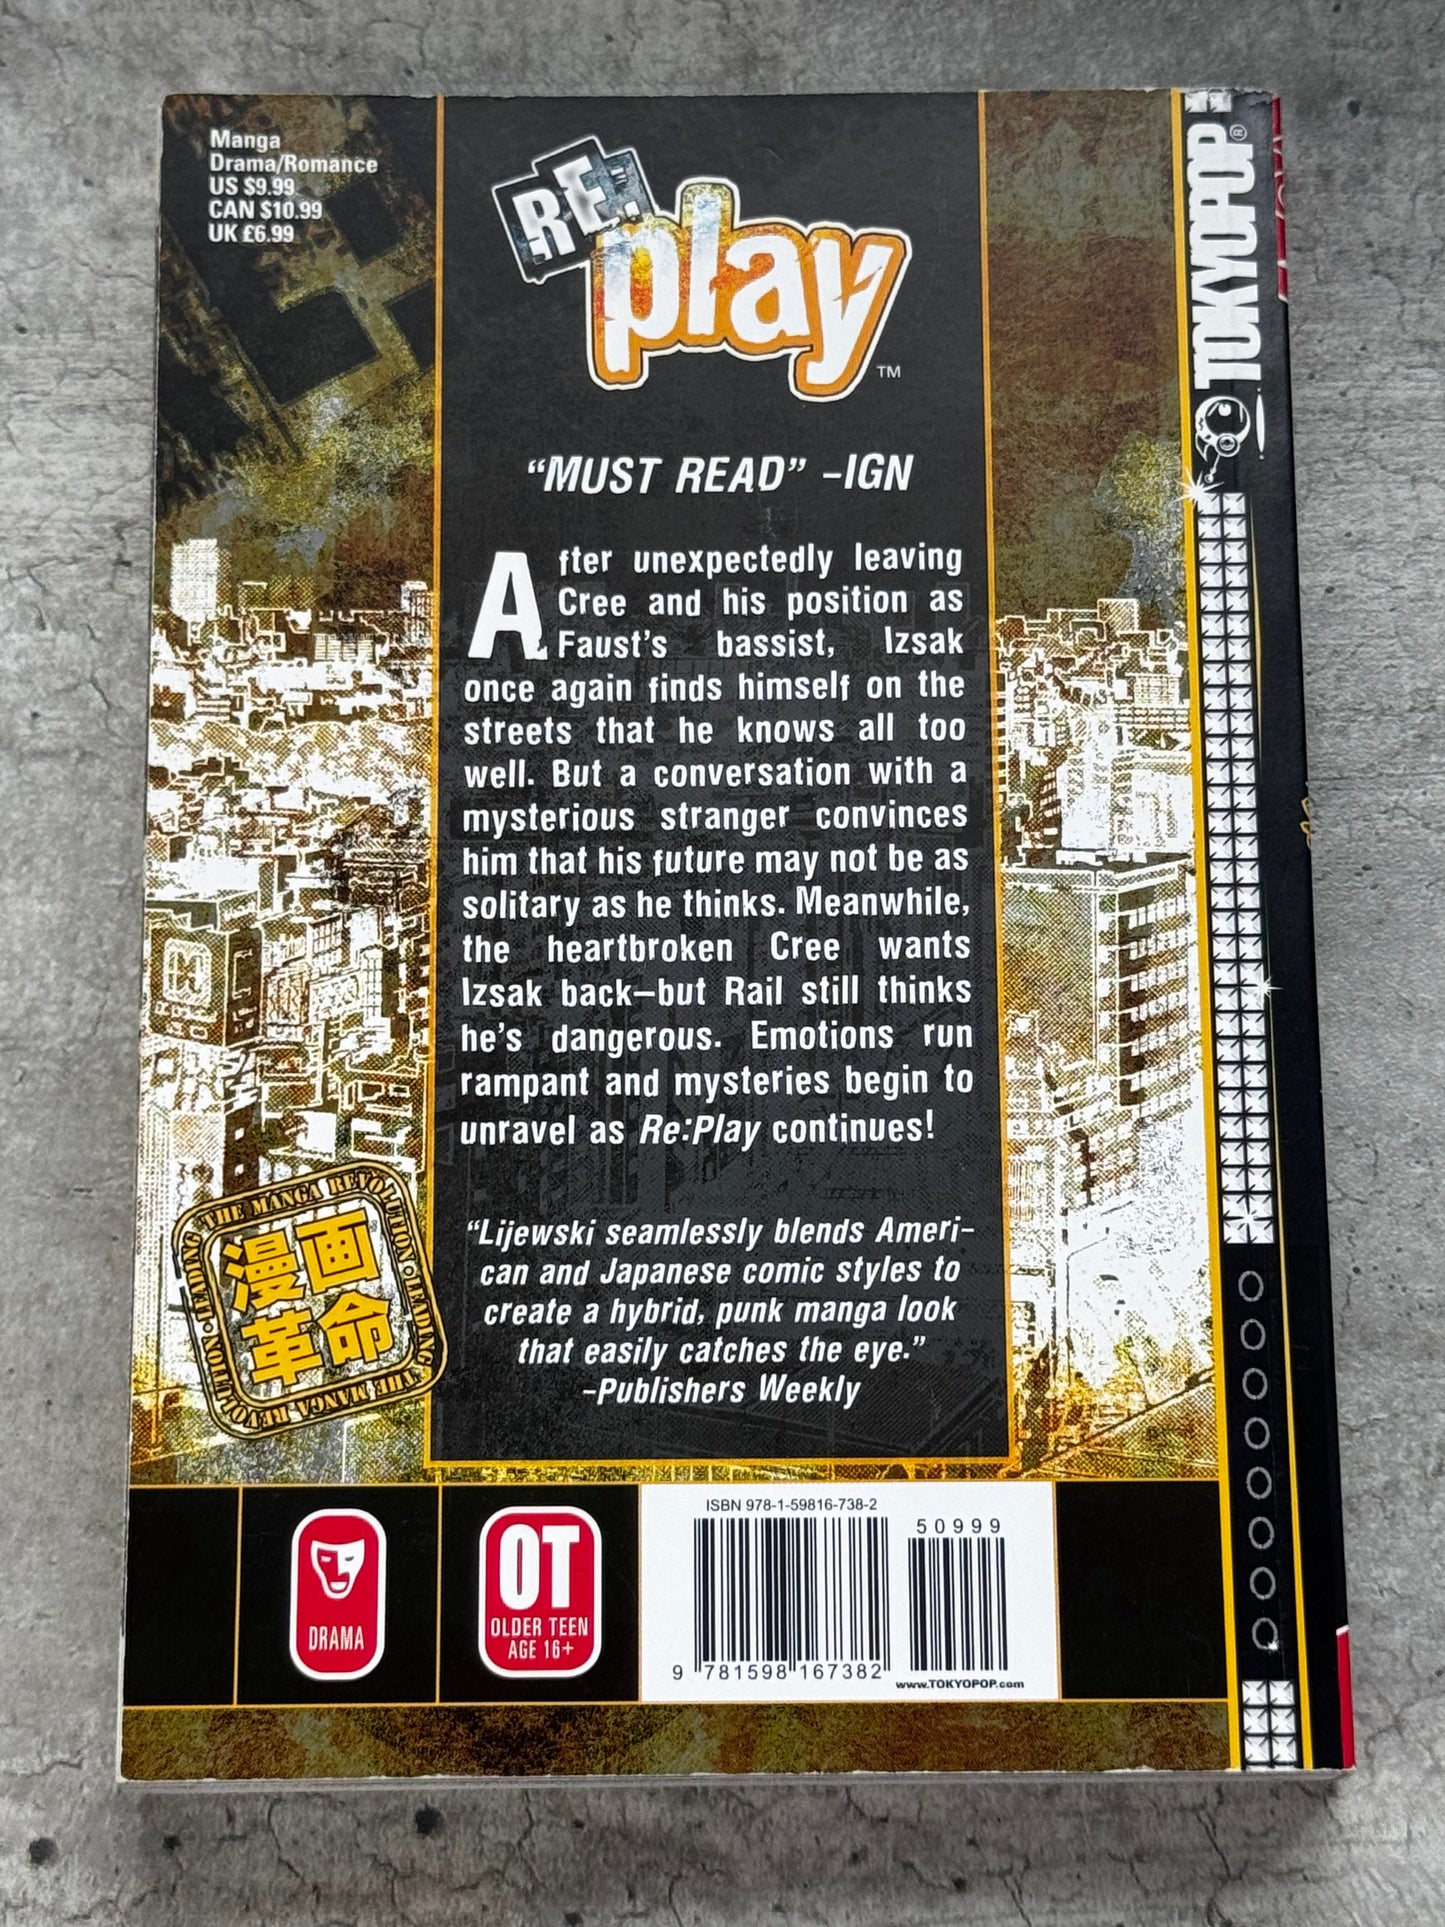 Manga
Drama/Romance
US $9.99
CAN $10.99
UK £6.99
RE:
play
™
TOKYOPOP®
"MUST READ" –IGN
After unexpectedly leaving
Cree and his position as
Faust's bassist, Izsak
once again finds himself on the
streets that he knows all too
well. But a conversation with a
mysterious stranger convinces
him that his future may not be as
solitary as he thinks. Meanwhile,
the heartbroken Cree wants
Izsak back–but Rail still thinks
he's dangerous. Emotions run
rampant and mysteries begin to
unravel as Re:Play continues!
"Lijewski seamlessly blends Ameri-
can and Japanese comic styles to
create a hybrid, punk manga look
that easily catches the eye."
–Publishers Weekly
LEADING THE MANGA REVOLUTION • LEADING THE MANGA REVOLUTION •
漫画
革命
DRAMA
OT
OLDER TEEN
AGE 16+
ISBN 978-1-59816-738-2
50999
9 781598 167382
www.TOKYOPOP.com